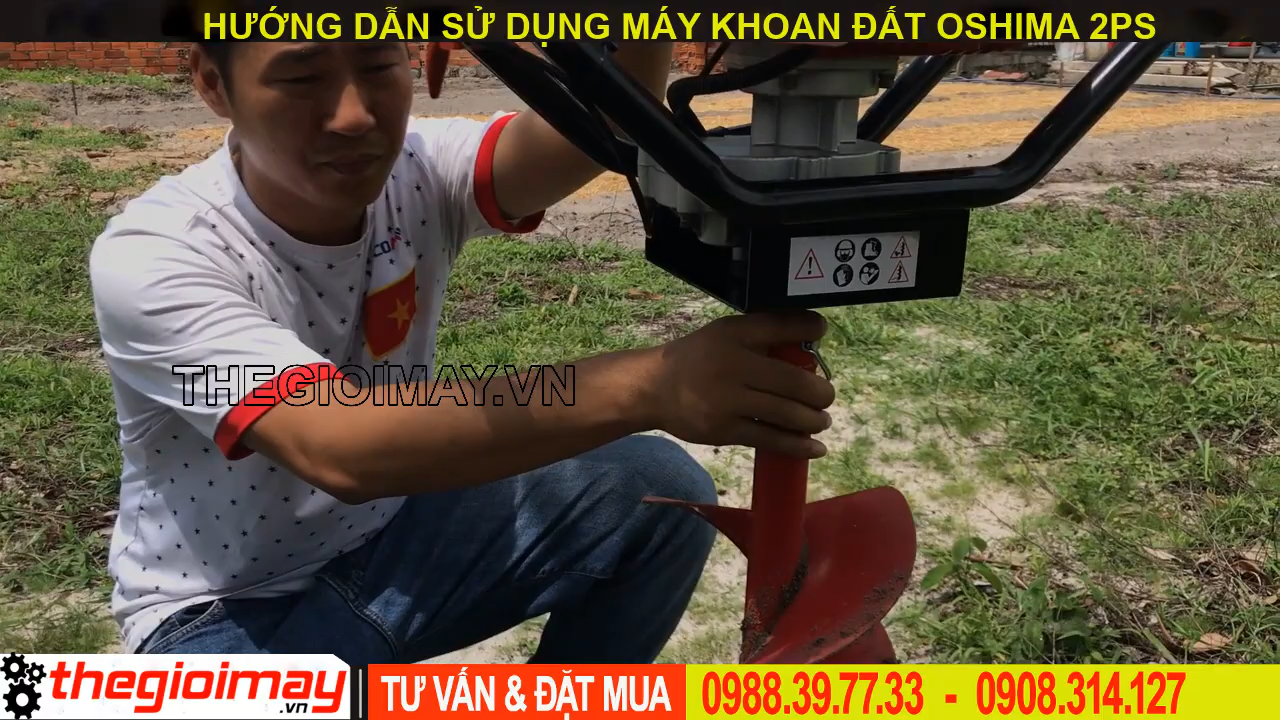 HƯỚNG DẪN SỬ DỤNG MÁY KHOAN ĐẤT OSHIMA 2PS
THEGIOIMAY.VN
thegioimay.vn
TƯ VẤN & ĐẶT MUA
0988.39.77.33 - 0908.314.127